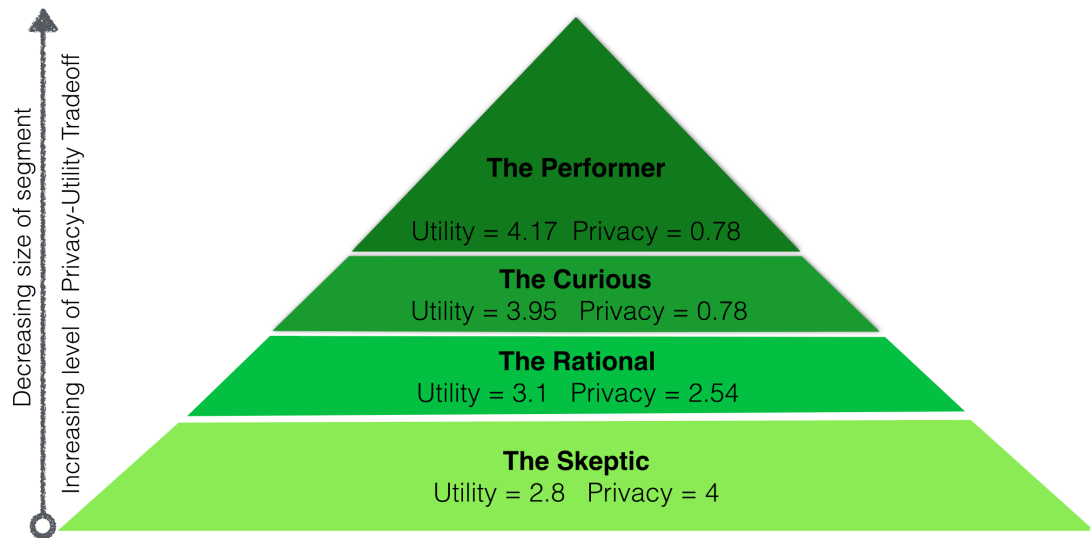 Decreasing size of segment
Increasing level of Privacy-Utility Tradeoff
The Performer
Utility = 4.17 Privacy = 0.78
The Curious
Utility = 3.95 Privacy = 0.78
The Rational
Utility = 3.1 Privacy = 2.54
The Skeptic
Utility = 2.8 Privacy = 4